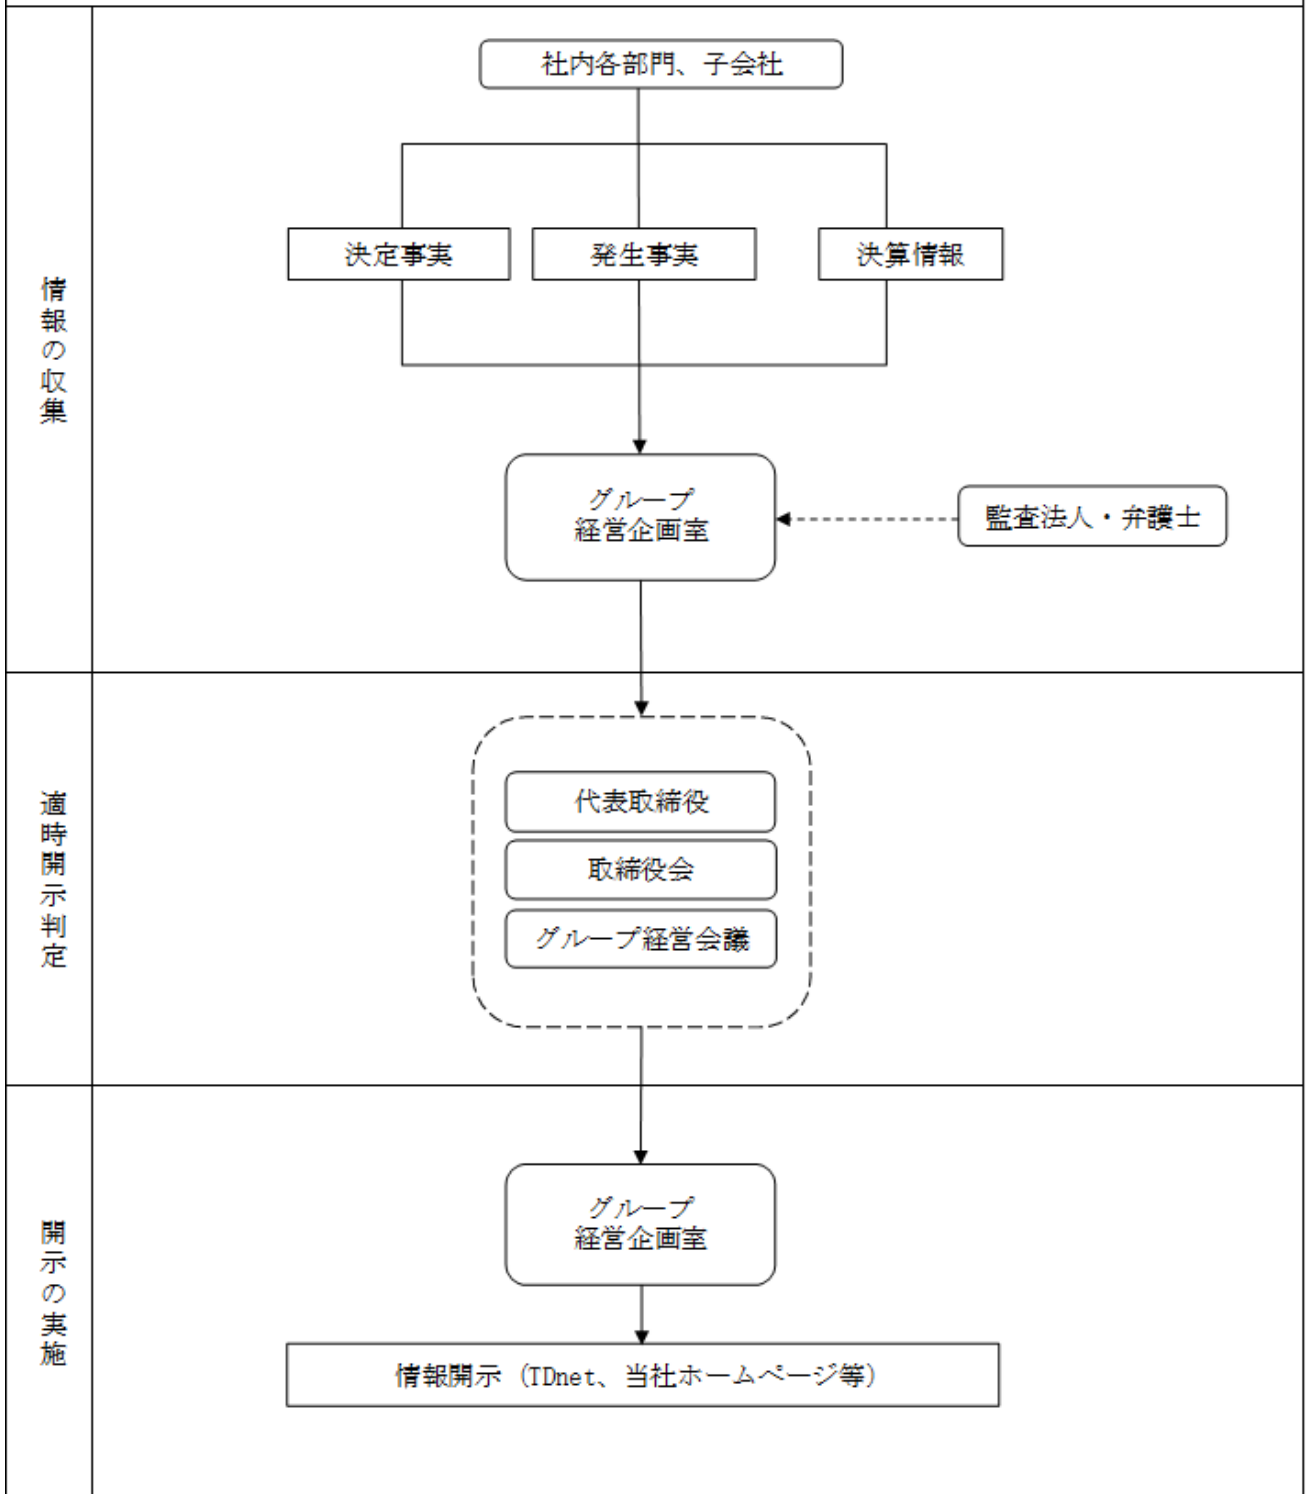 社内各部門、子会社
決定事実
発生事実
決算情報
情報の収集
グループ
経営企画室
監査法人・弁護士
適時開示判定
代表取締役
取締役会
グループ経営会議
開示の実施
グループ
経営企画室
情報開示（TDnet、当社ホームページ等）